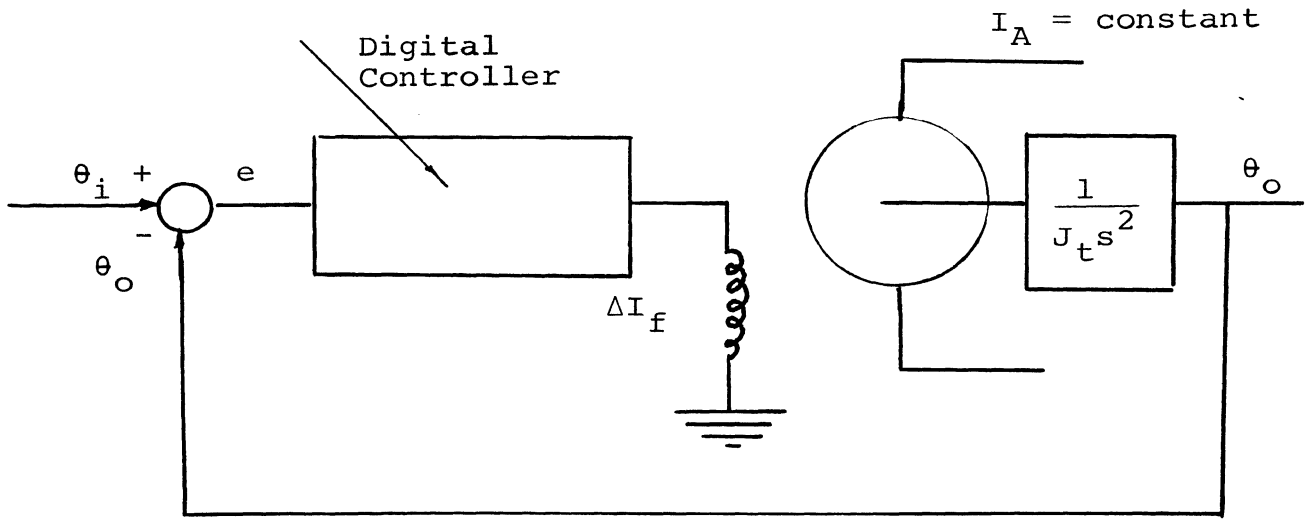 I_A = constant
Digital
Controller
θ_i
+
e
-
θ_o
ΔI_f
1
J_t s^2
θ_o